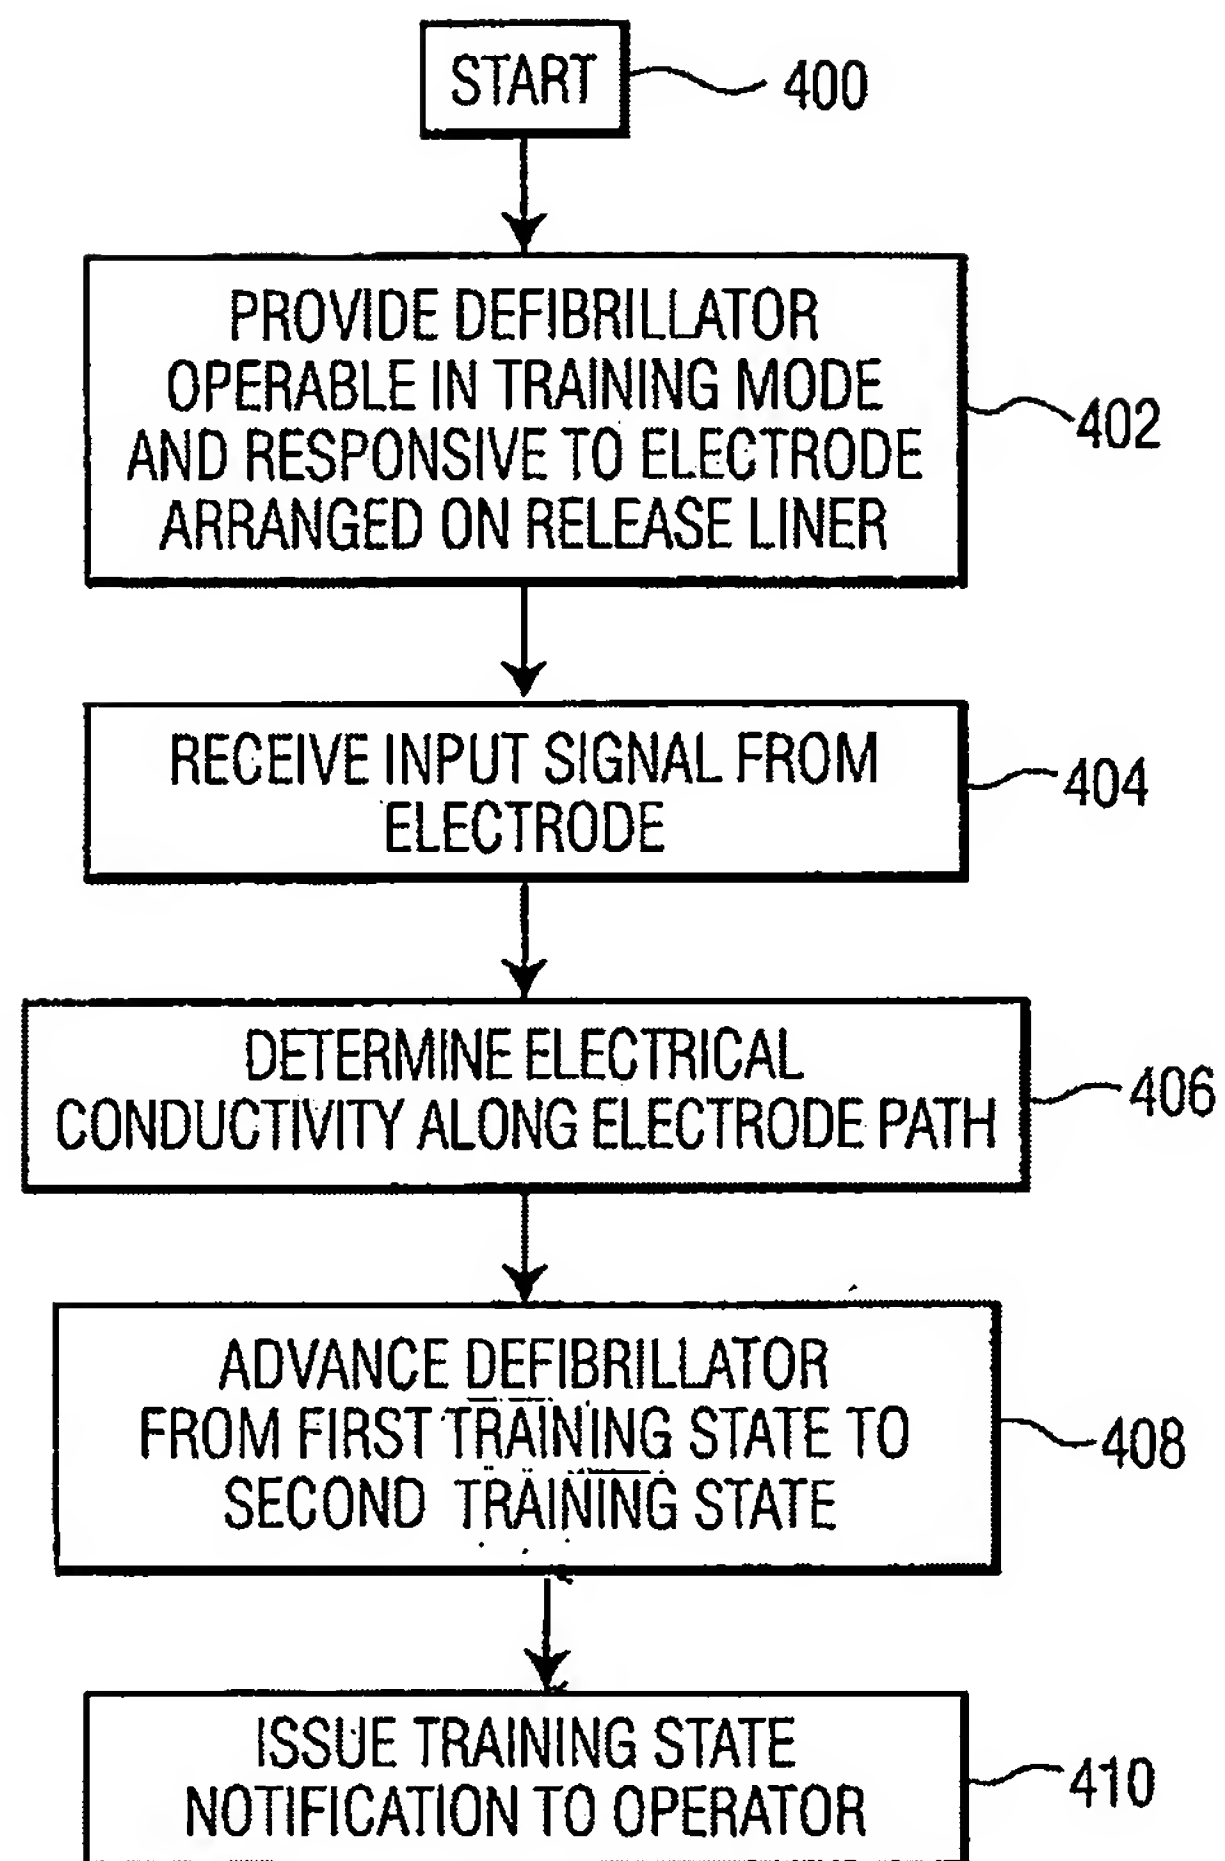 START
400
PROVIDE DEFIBRILLATOR
OPERABLE IN TRAINING MODE
AND RESPONSIVE TO ELECTRODE
ARRANGED ON RELEASE LINER
402
RECEIVE INPUT SIGNAL FROM
ELECTRODE
404
DETERMINE ELECTRICAL
CONDUCTIVITY ALONG ELECTRODE PATH
406
ADVANCE DEFIBRILLATOR
FROM FIRST TRAINING STATE TO
SECOND TRAINING STATE
408
ISSUE TRAINING STATE
NOTIFICATION TO OPERATOR
410